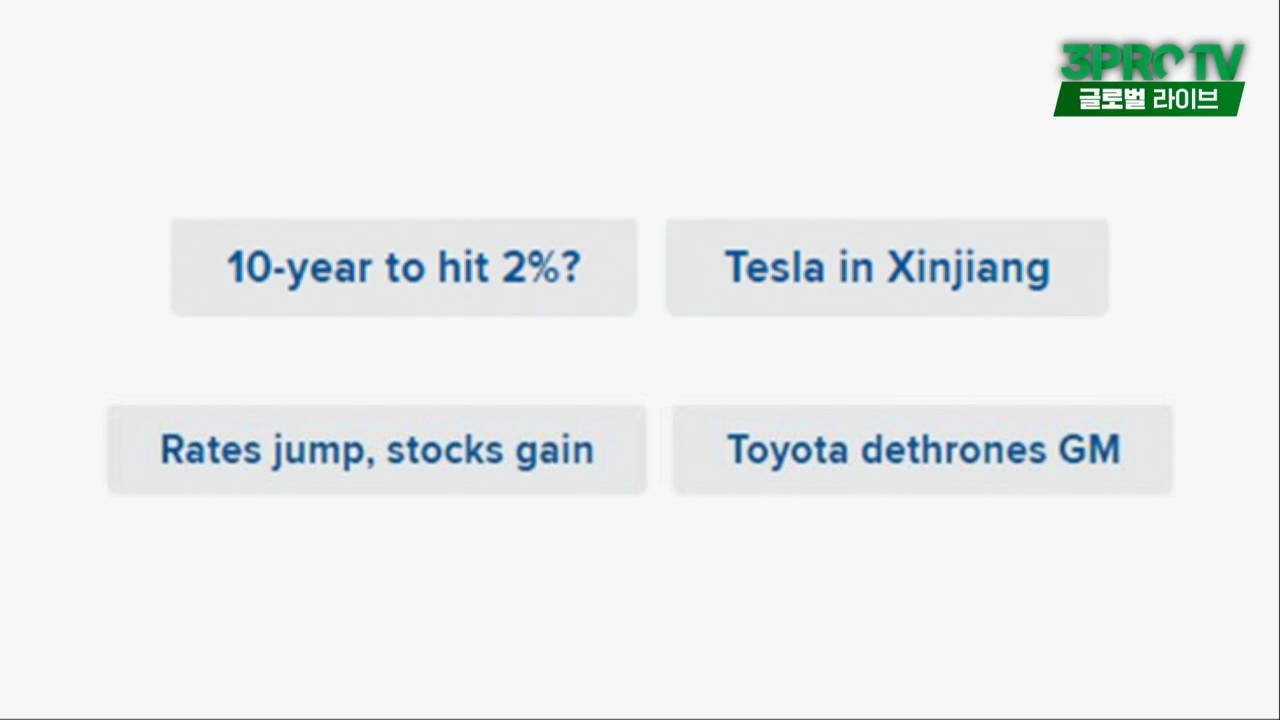 3PRO TV
글로벌 라이브
10-year to hit 2%?
Tesla in Xinjiang
Rates jump, stocks gain
Toyota dethrones GM